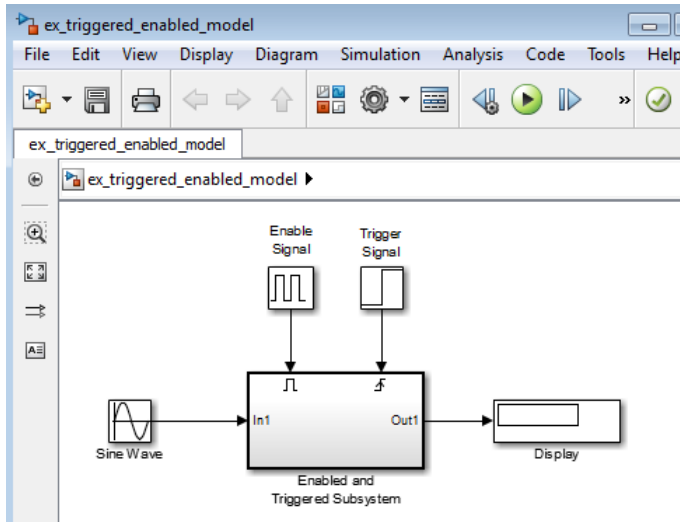 ex_triggered_enabled_model
File Edit View Display Diagram Simulation Analysis Code Tools Help
»
ex_triggered_enabled_model
ex_triggered_enabled_model
Enable
Signal
Trigger
Signal
In1
Out1
Sine Wave
Display
Enabled and
Triggered Subsystem